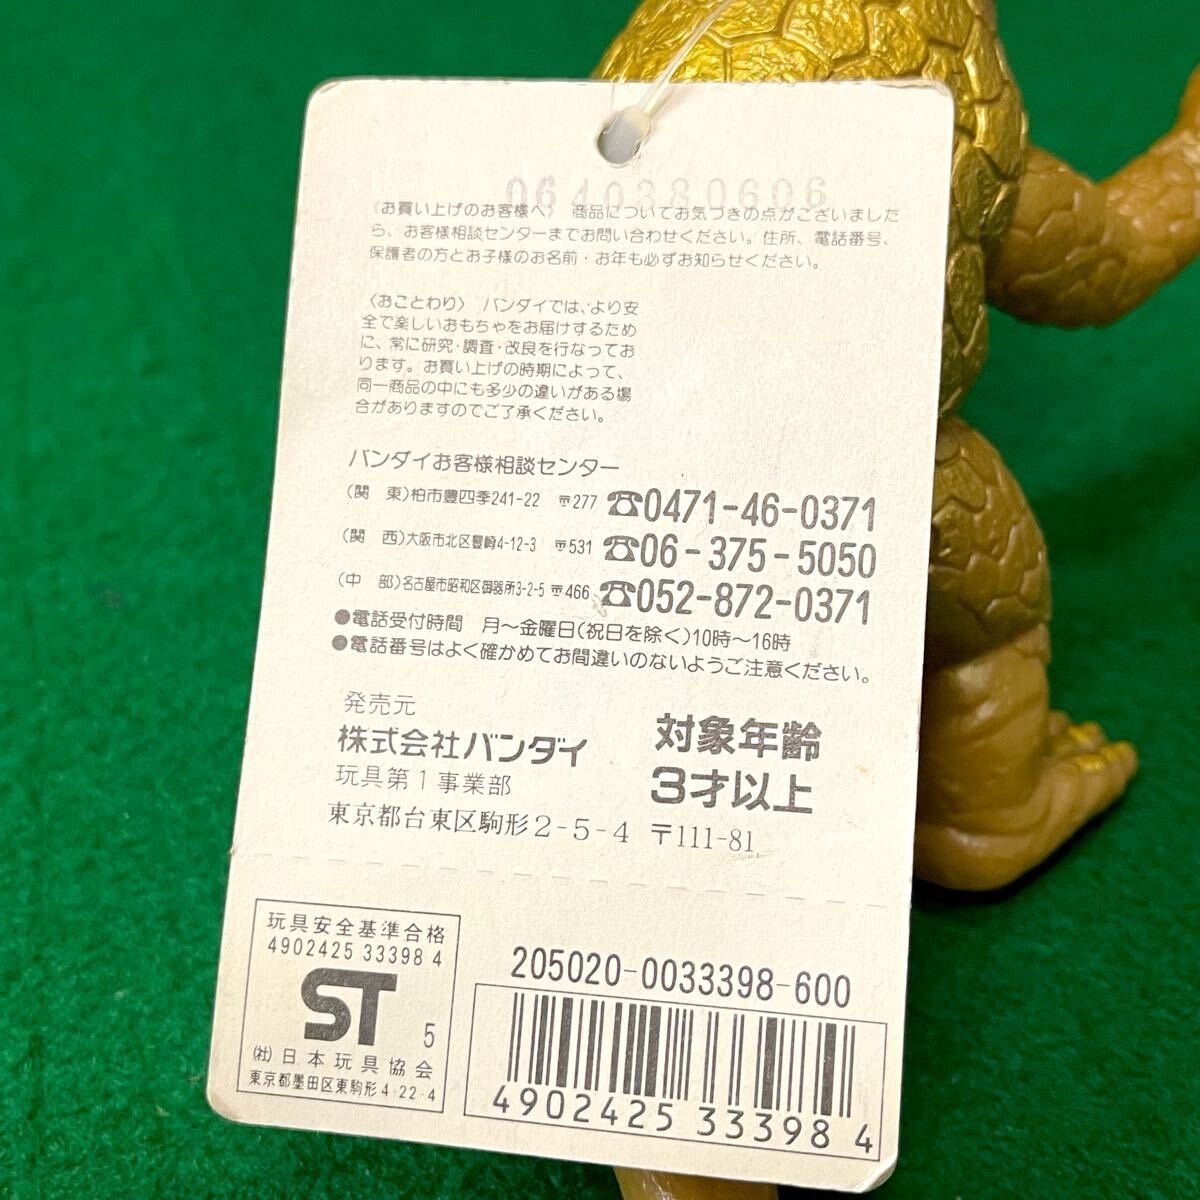 0640380606
〈お買い上げのお客様へ〉 商品についてお気づきの点がございました
ら、お客様相談センターまでお問い合わせください。住所、電話番号、
保護者の方とお子様のお名前・お年も必ずお知らせください。
〈おことわり〉 バンダイでは、より安
全で楽しいおもちゃをお届けするため
に、常に研究・調査・改良を行なってお
ります。お買い上げの時期によって、
同一商品の中にも多少の違いがある場
合がありますのでご了承ください。
バンダイお客様相談センター
(関 東)柏市豊四季241-22 〒277 ☎0471-46-0371
(関 西)大阪市北区豊崎4-12-3 〒531 ☎06-375-5050
(中 部)名古屋市昭和区御器所3-2-5 〒466 ☎052-872-0371
●電話受付時間 月〜金曜日(祝日を除く)10時〜16時
●電話番号はよく確かめてお間違いのないようご注意ください。
発売元
株式会社バンダイ
玩具第1事業部
東京都台東区駒形2-5-4 〒111-81
対象年齢
3才以上
玩具安全基準合格
4902425 33398 4
ST 5
(社)日本玩具協会
東京都墨田区東駒形4-22-4
205020-0033398-600
4902425 333984